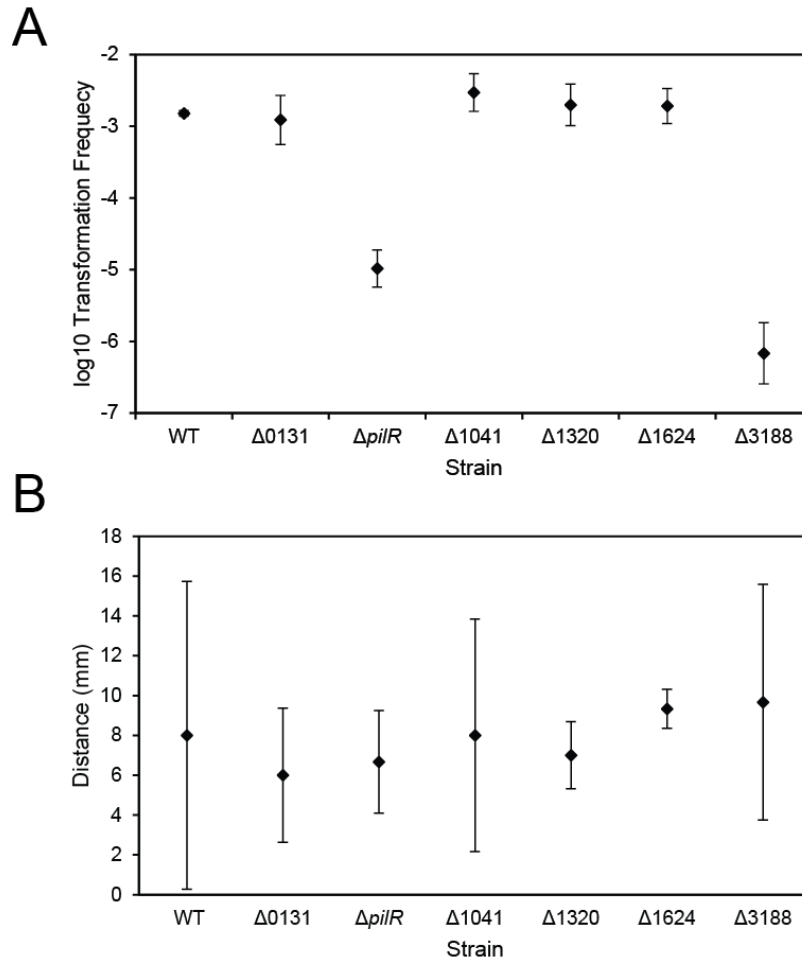 A
log10 Transformation Frequecy
-2
-3
-4
-5
-6
-7
WT Δ0131 ΔpilR Δ1041 Δ1320 Δ1624 Δ3188
Strain
B
Distance (mm)
18
16
14
12
10
8
6
4
2
0
WT Δ0131 ΔpilR Δ1041 Δ1320 Δ1624 Δ3188
Strain